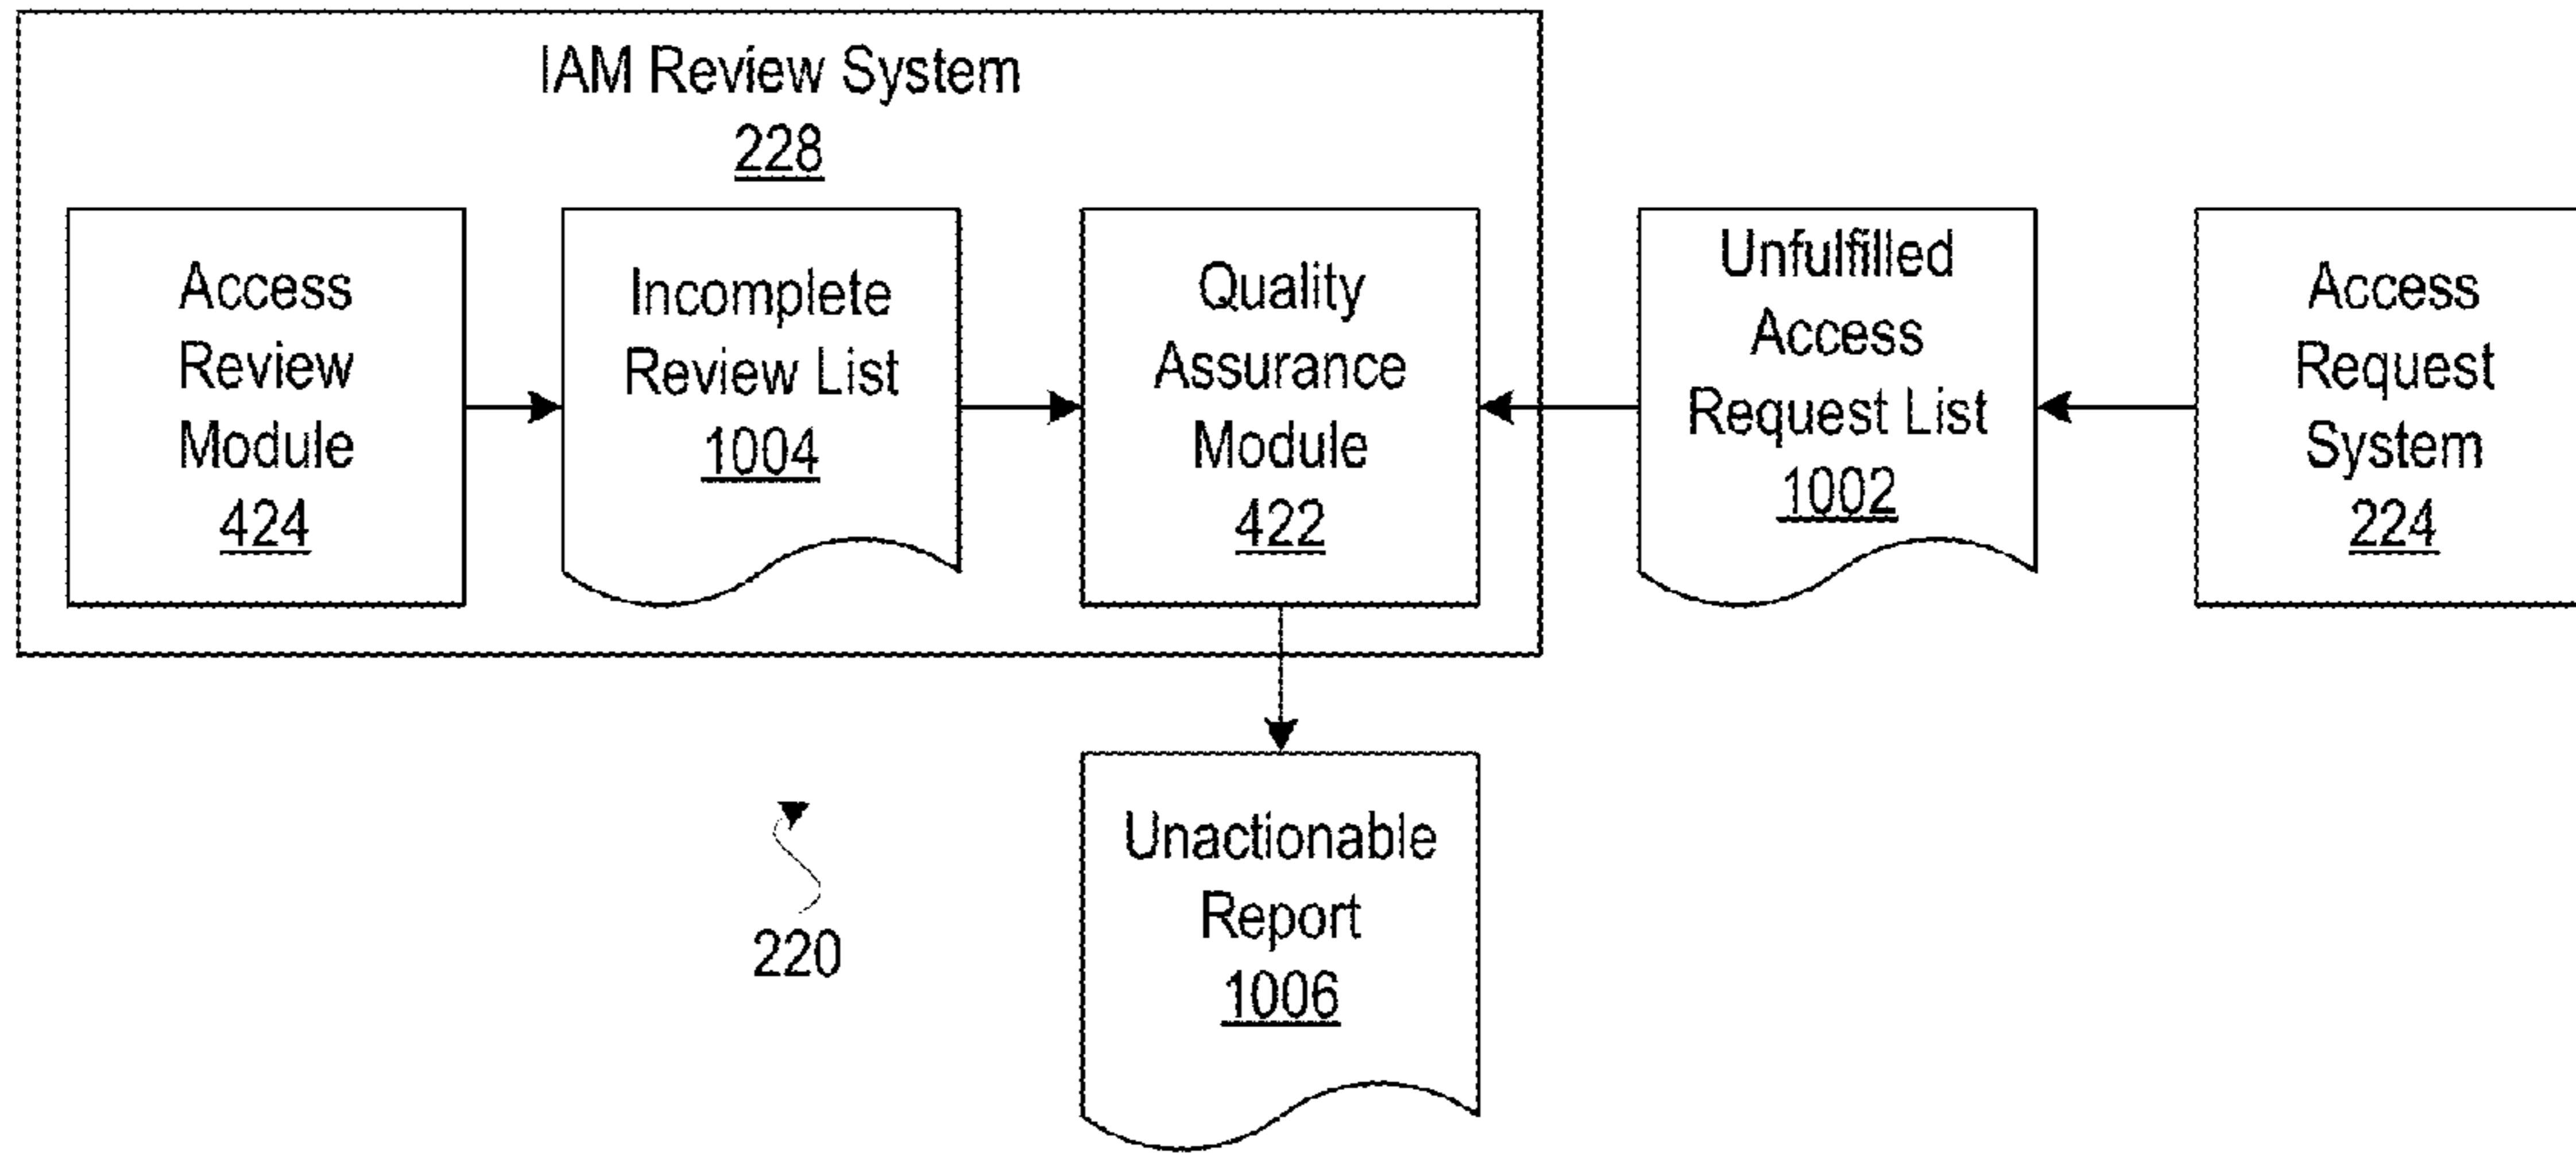 IAM Review System
228
Access
Review
Module
424
Incomplete
Review List
1004
Quality
Assurance
Module
422
Unfulfilled
Access
Request List
1002
Access
Request
System
224
Unactionable
Report
1006
220